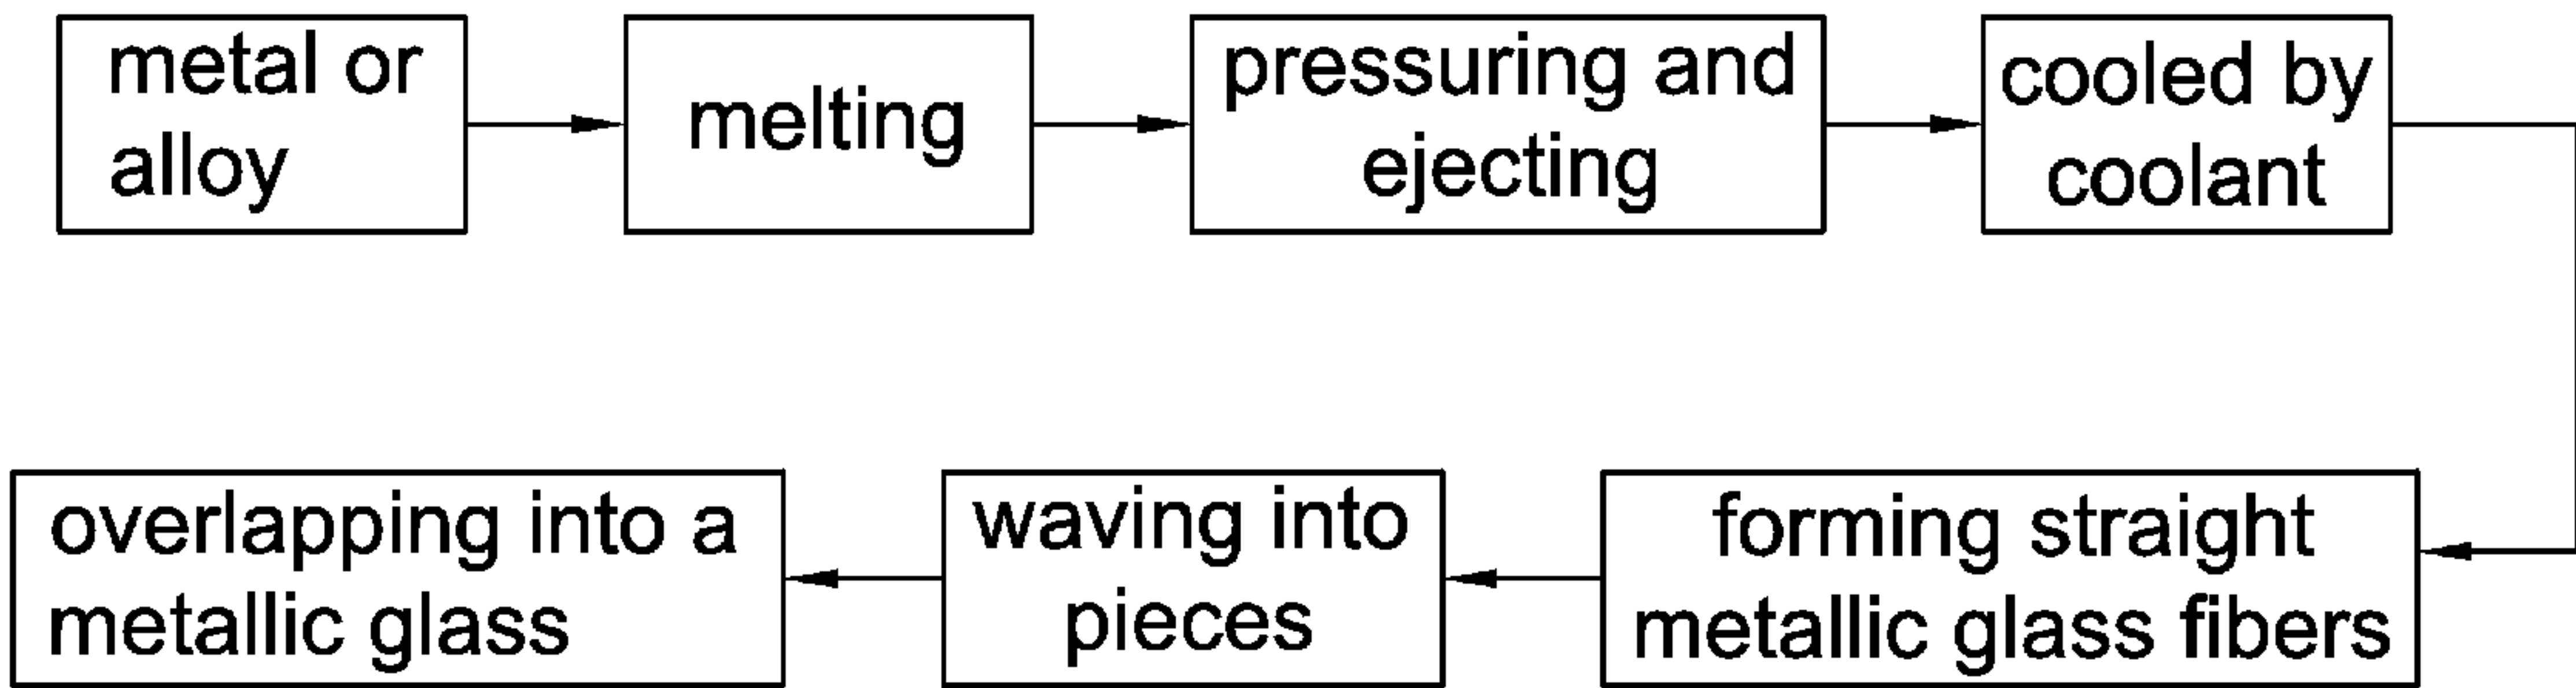 metal or
alloy
melting
pressuring and
ejecting
cooled by
coolant
forming straight
metallic glass fibers
waving into
pieces
overlapping into a
metallic glass